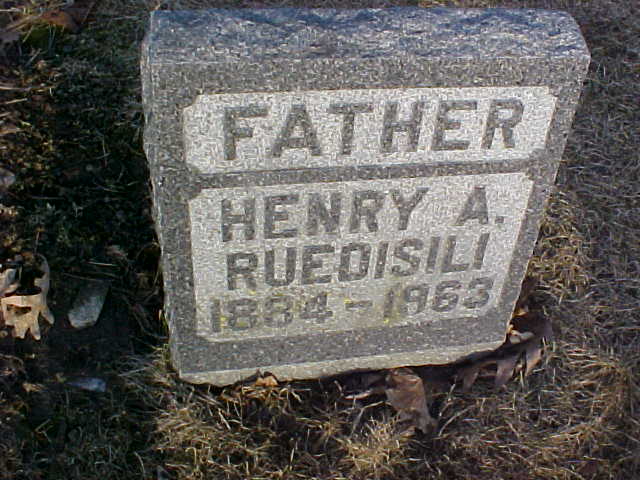 FATHER
HENRY A.
RUEDISILI
1884-1963